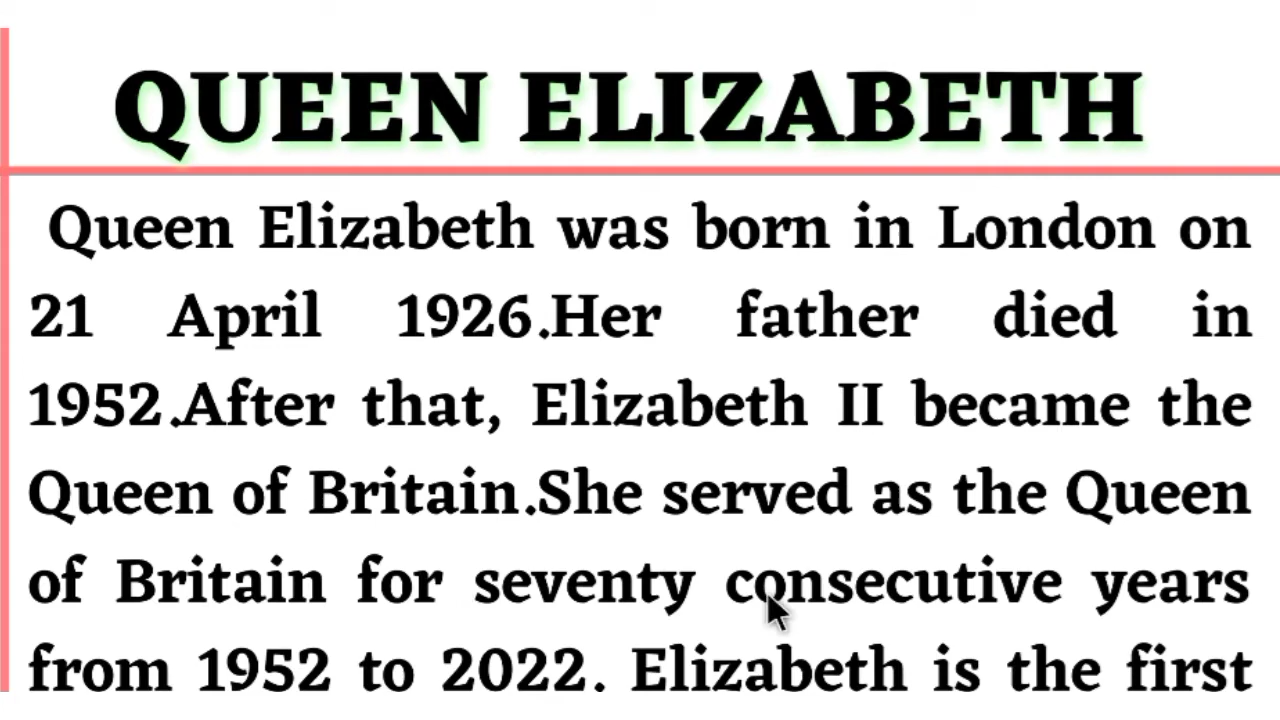 QUEEN ELIZABETH
Queen Elizabeth was born in London on
21 April 1926.Her father died in
1952.After that, Elizabeth II became the
Queen of Britain.She served as the Queen
of Britain for seventy consecutive years
from 1952 to 2022. Elizabeth is the first